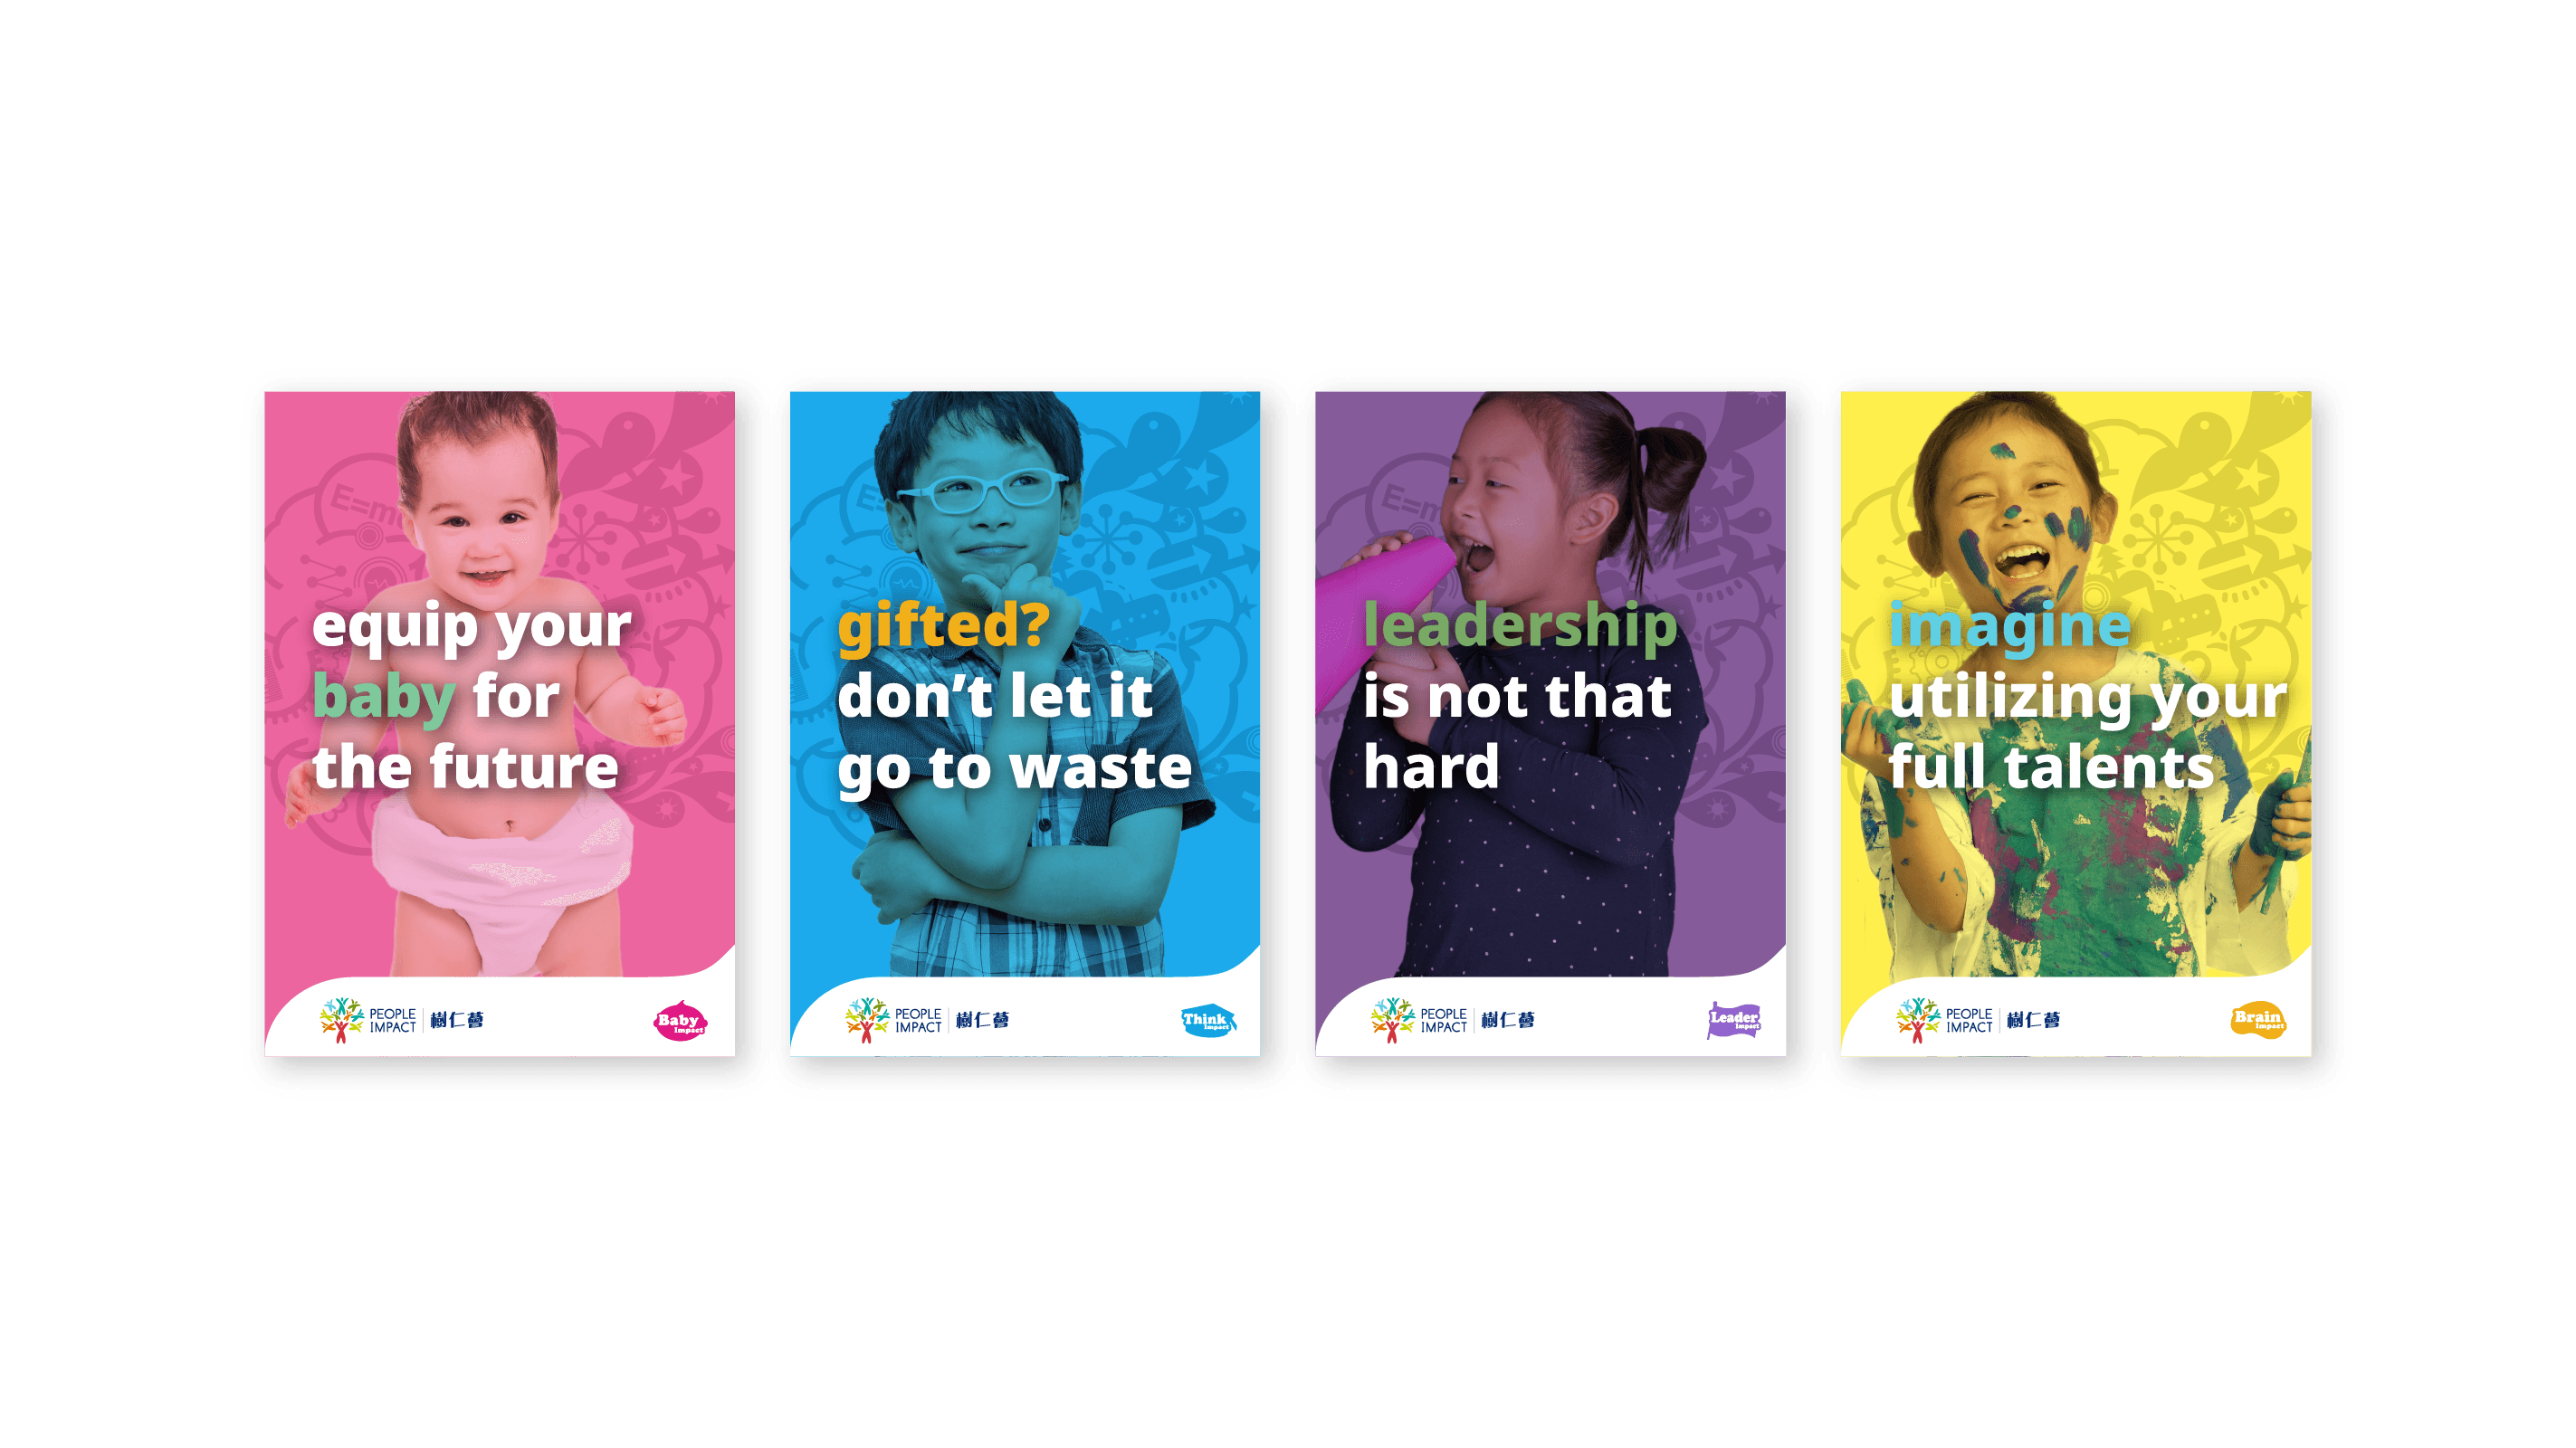 E=m
equip your
baby for
the future
PEOPLE
IMPACT
樹仁薈
Baby
Impact
E
gifted?
don't let it
go to waste
PEOPLE
IMPACT
樹仁薈
Think
Impact
E=m
leadership
is not that
hard
PEOPLE
IMPACT
樹仁薈
Leader
Impact
imagine
utilizing your
full talents
PEOPLE
IMPACT
樹仁薈
Brain
Impact